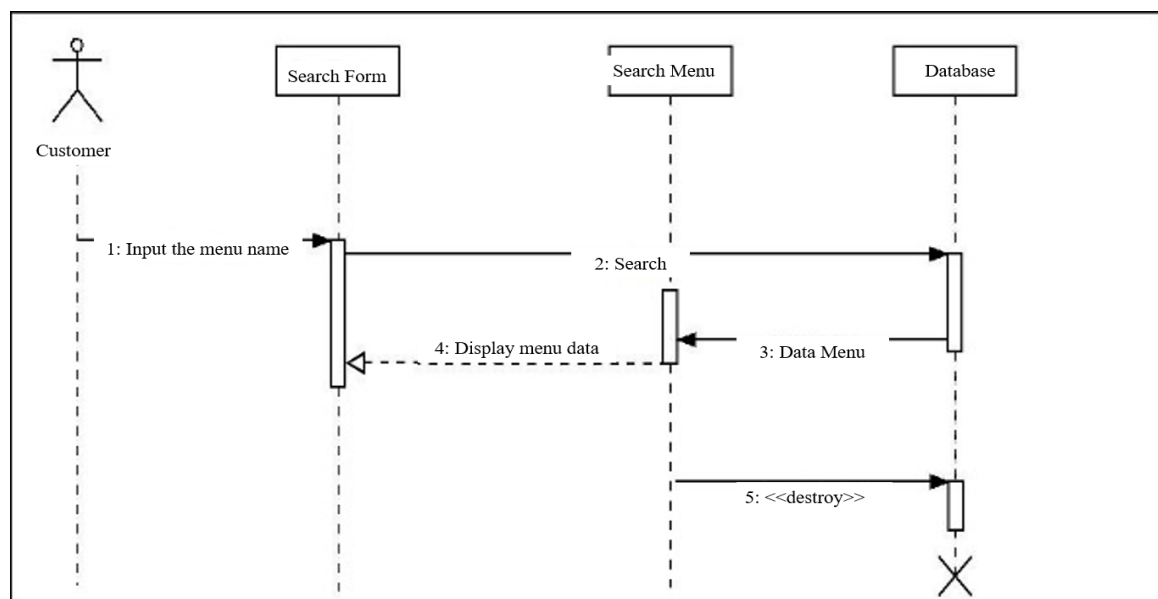 Search Form
Search Menu
Database
Customer
1: Input the menu name
2: Search
3: Data Menu
4: Display menu data
5: <<destroy>>